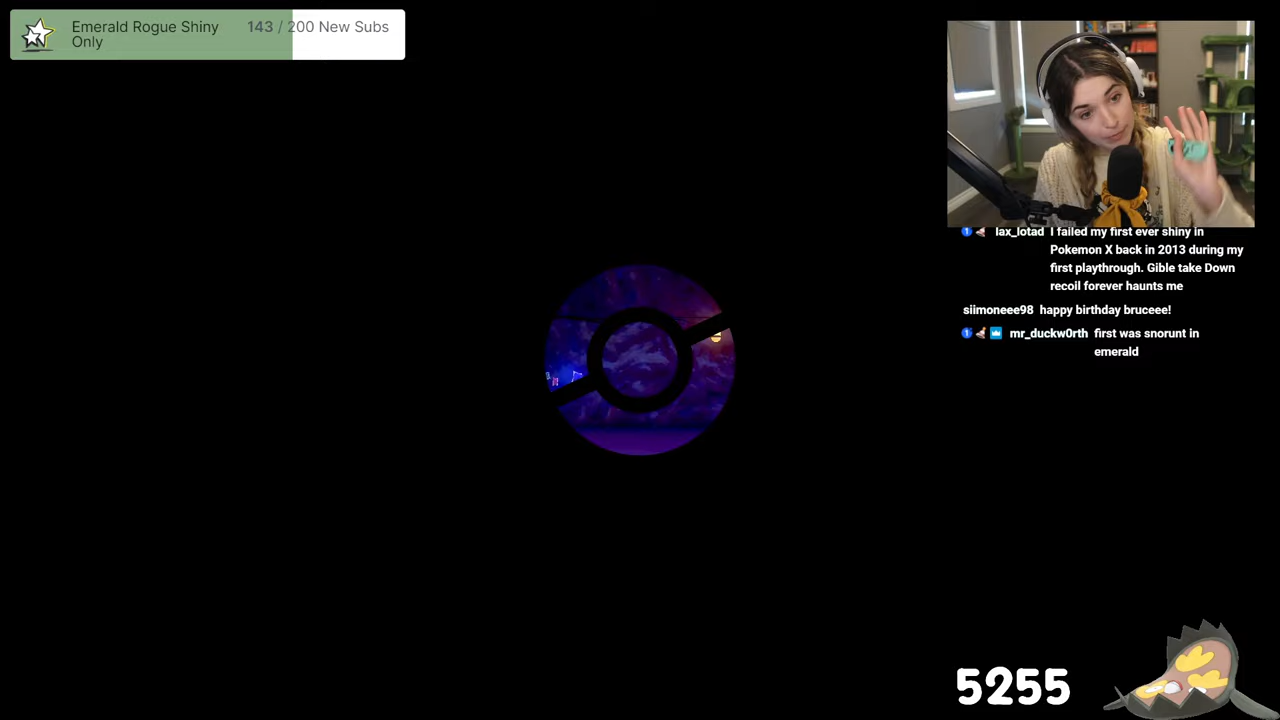 Emerald Rogue Shiny Only
143 / 200 New Subs
lax_lotad I failed my first ever shiny in
Pokemon X back in 2013 during my
first playthrough. Gible take Down
recoil forever haunts me
siimoneee98 happy birthday bruceee!
mr_duckw0rth first was snorunt in
emerald
5255